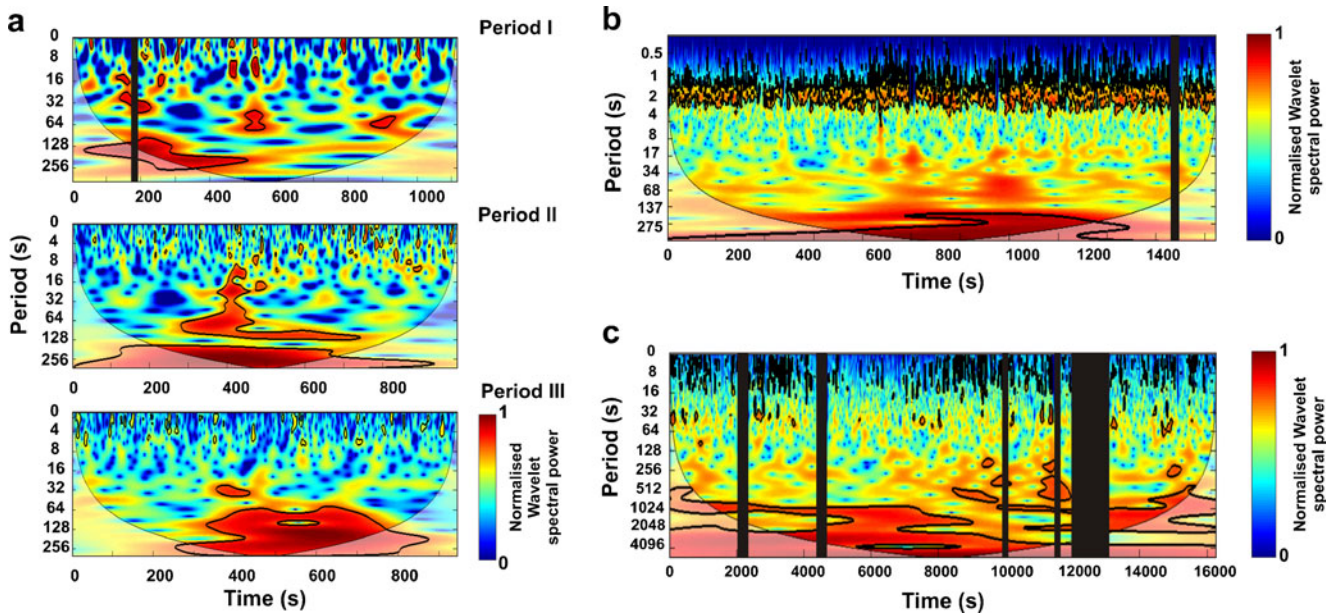 a
Period I
0
4
8
16
32
64
128
256
0 200 400 600 800 1000
Period II
0
4
8
16
32
64
128
256
0 200 400 600 800
Period (s)
Period III
0
4
8
16
32
64
128
256
0 200 400 600 800
Time (s)
1
0
Normalised
Wavelet
spectral power
b
0.5
1
2
4
8
17
34
68
137
275
Period (s)
0 200 400 600 800 1000 1200 1400
Time (s)
1
0
Normalised Wavelet
spectral power
c
0
8
16
32
64
128
256
512
1024
2048
4096
Period (s)
0 2000 4000 6000 8000 10000 12000 14000 16000
Time (s)
1
0
Normalised Wavelet
spectral power